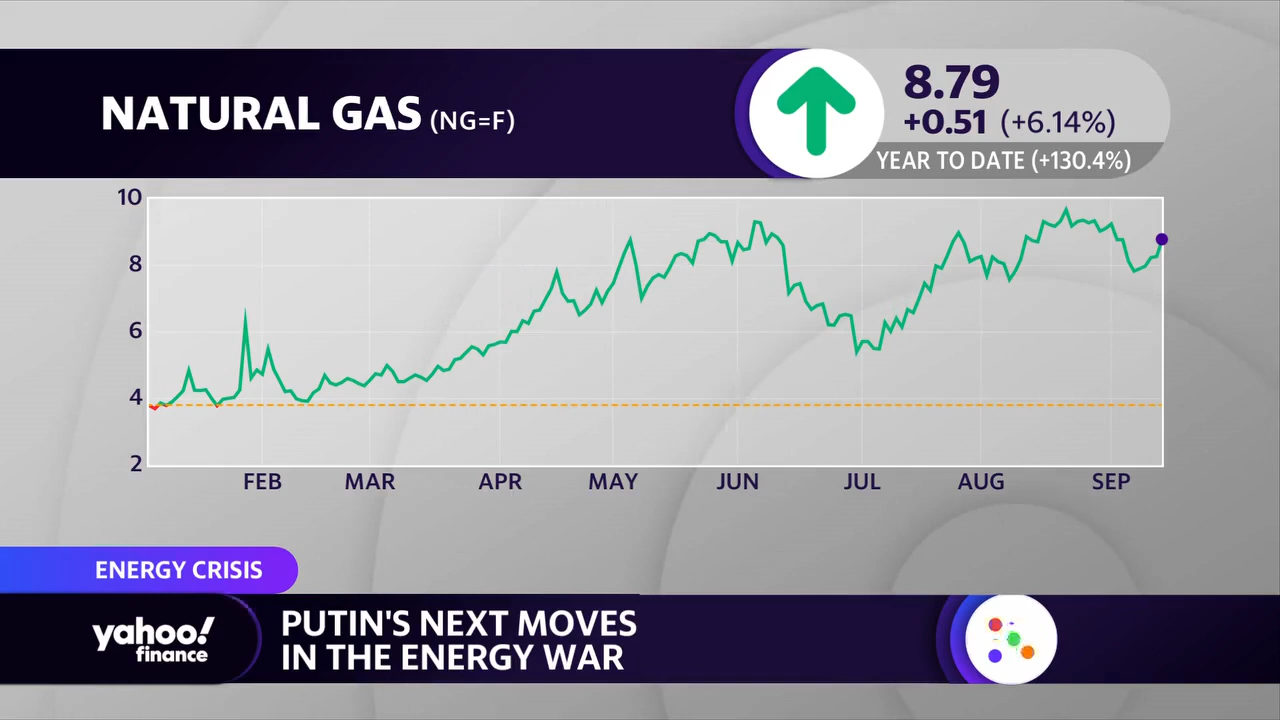 NATURAL GAS (NG=F)
8.79
+0.51 (+6.14%)
YEAR TO DATE (+130.4%)
10
8
6
4
2
FEB MAR APR MAY JUN JUL AUG SEP
ENERGY CRISIS
yahoo!
finance
PUTIN'S NEXT MOVES
IN THE ENERGY WAR